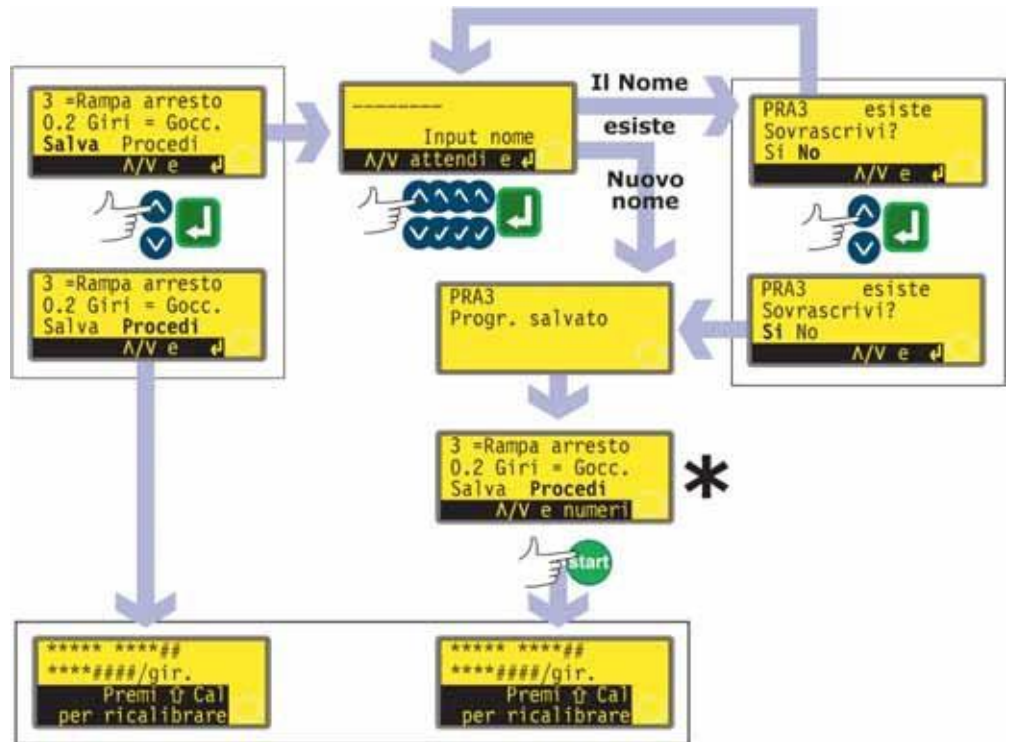 3 =Rampa arresto
0.2 Giri = Gocc.
Salva Procedi
Λ/V e ↲
3 =Rampa arresto
0.2 Giri = Gocc.
Salva Procedi
Λ/V e ↲
--------
Input nome
Λ/V attendi e ↲
Il Nome
esiste
Nuovo
nome
PRA3 esiste
Sovrascrivi?
Si No
Λ/V e ↲
PRA3 esiste
Sovrascrivi?
Si No
Λ/V e ↲
PRA3
Progr. salvato
3 =Rampa arresto
0.2 Giri = Gocc.
Salva Procedi
Λ/V e numeri
*
start
***** ****##
****####/gir.
Premi ⇧ Cal
per ricalibrare
***** ****##
****####/gir.
Premi ⇧ Cal
per ricalibrare